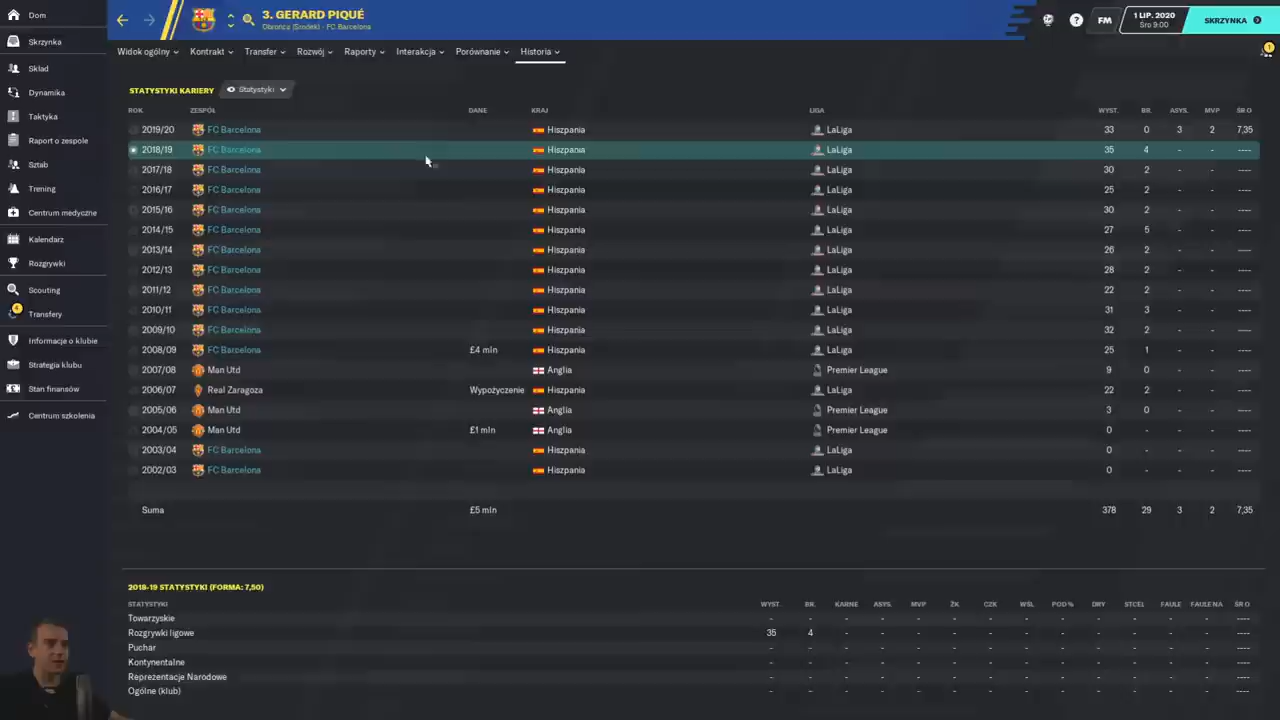 Dom
Skrzynka
Skład
Dynamika
Taktyka
Raport o zespole
Sztab
Trening
Centrum medyczne
Kalendarz
Rozgrywki
Scouting
4
Transfery
Informacje o klubie
Strategia klubu
Stan finansów
Centrum szkolenia
3. GERARD PIQUÉ
Obrońca (Środek) - FC Barcelona
? FM 1 LIP. 2020 SKRZYNKA
Śro 9:00
Widok ogólny Kontrakt Transfer Rozwój Raporty Interakcja Porównanie Historia 1
STATYSTYKI KARIERY Statystyki
ROK ZESPÓŁ DANE KRAJ LIGA WYST. BR. ASYS. MVP ŚR O
2019/20 FC Barcelona Hiszpania LaLiga 33 0 3 2 7,35
2018/19 FC Barcelona Hiszpania LaLiga 35 4 - - ----
2017/18 FC Barcelona Hiszpania LaLiga 30 2 - - ----
2016/17 FC Barcelona Hiszpania LaLiga 25 2 - - ----
2015/16 FC Barcelona Hiszpania LaLiga 30 2 - - ----
2014/15 FC Barcelona Hiszpania LaLiga 27 5 - - ----
2013/14 FC Barcelona Hiszpania LaLiga 26 2 - - ----
2012/13 FC Barcelona Hiszpania LaLiga 28 2 - - ----
2011/12 FC Barcelona Hiszpania LaLiga 22 2 - - ----
2010/11 FC Barcelona Hiszpania LaLiga 31 3 - - ----
2009/10 FC Barcelona Hiszpania LaLiga 32 2 - - ----
2008/09 FC Barcelona £4 mln Hiszpania LaLiga 25 1 - - ----
2007/08 Man Utd Anglia Premier League 9 0 - - ----
2006/07 Real Zaragoza Wypożyczenie Hiszpania LaLiga 22 2 - - ----
2005/06 Man Utd Anglia Premier League 3 0 - - ----
2004/05 Man Utd £1 mln Anglia Premier League 0 - - - ----
2003/04 FC Barcelona Hiszpania LaLiga 0 - - - ----
2002/03 FC Barcelona Hiszpania LaLiga 0 - - - ----
Suma £5 mln 378 29 3 2 7,35
2018-19 STATYSTYKI (FORMA: 7,50)
STATYSTYKI WYST. BR. KARNE ASYS. MVP ŻK CZK WŚL POD % DRY STCEL FAULE FAULE NA ŚR O
Towarzyskie - - - - - - - - - - - - - ----
Rozgrywki ligowe 35 4 - - - - - - - - - - - ----
Puchar - - - - - - - - - - - - - ----
Kontynentalne - - - - - - - - - - - - - ----
Reprezentacje Narodowe - - - - - - - - - - - - - ----
Ogólne (klub) - - - - - - - - - - - - - ----